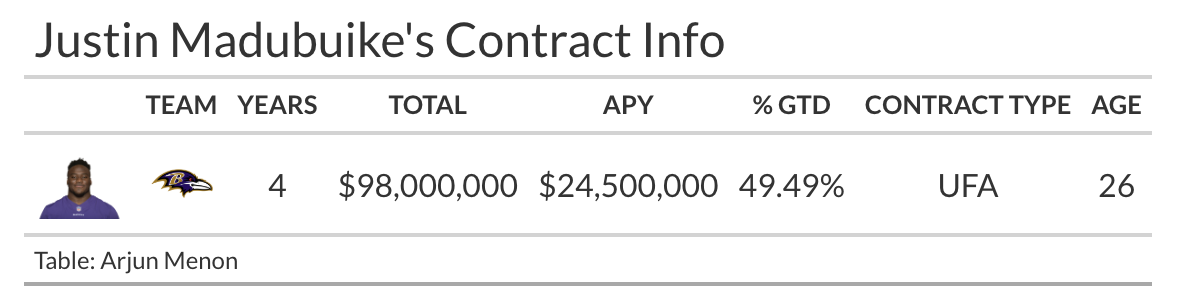 Justin Madubuike's Contract Info
TEAM YEARS TOTAL APY % GTD CONTRACT TYPE AGE
4 $98,000,000 $24,500,000 49.49% UFA 26
Table: Arjun Menon